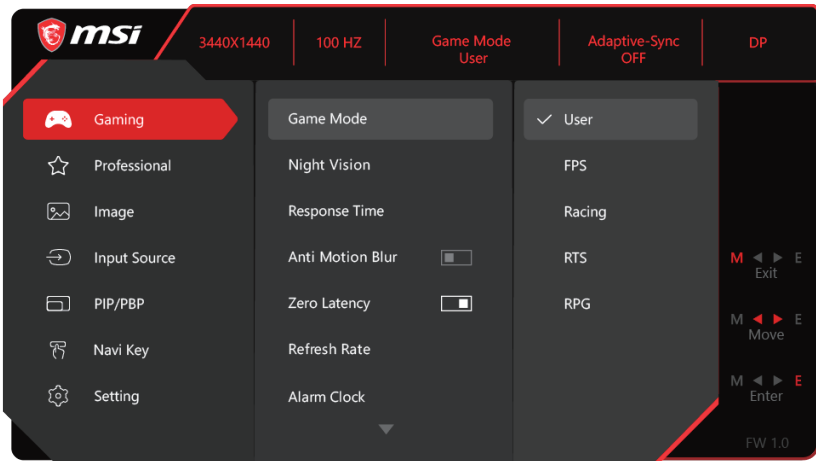 msi
3440X1440
100 HZ
Game Mode
User
Adaptive-Sync
OFF
DP
Gaming
Professional
Image
Input Source
PIP/PBP
Navi Key
Setting
Game Mode
Night Vision
Response Time
Anti Motion Blur
Zero Latency
Refresh Rate
Alarm Clock
User
FPS
Racing
RTS
RPG
M ◀ ▶ E
Exit
M ◀ ▶ E
Move
M ◀ ▶ E
Enter
FW 1.0